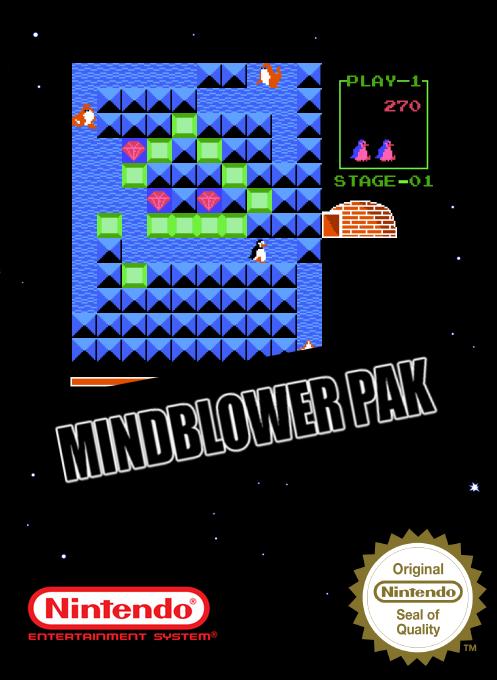 PLAY-1
270
STAGE-01
MINDBLOWER PAK
Nintendo®
ENTERTAINMENT SYSTEM®
Original
Nintendo
Seal of
Quality
TM